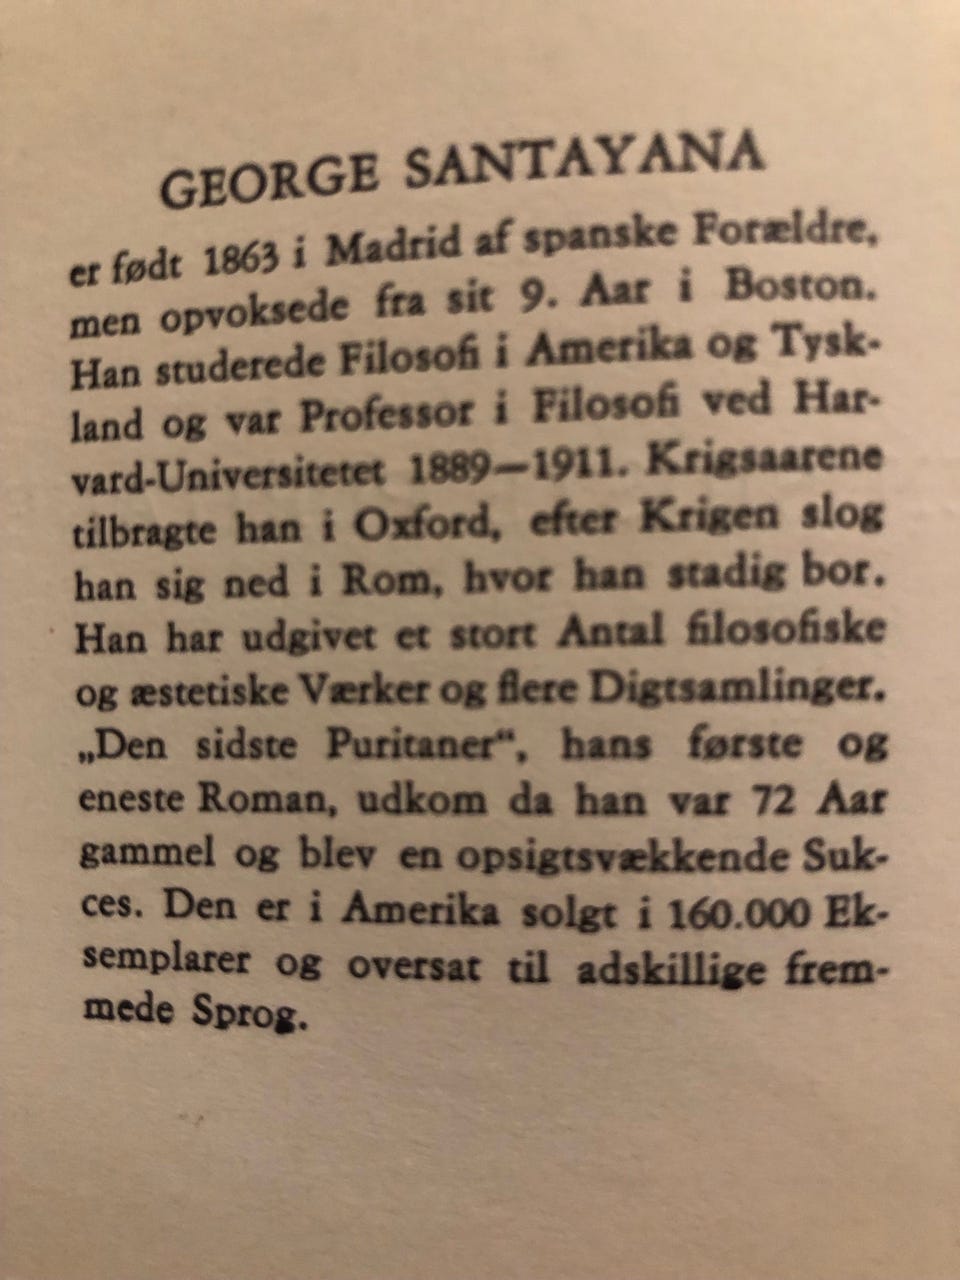 GEORGE SANTAYANA
er født 1863 i Madrid af spanske Forældre,
men opvoksede fra sit 9. Aar i Boston.
Han studerede Filosofi i Amerika og Tysk-
land og var Professor i Filosofi ved Har-
vard-Universitetet 1889—1911. Krigsaarene
tilbragte han i Oxford, efter Krigen slog
han sig ned i Rom, hvor han stadig bor.
Han har udgivet et stort Antal filosofiske
og æstetiske Værker og flere Digtsamlinger.
„Den sidste Puritaner“, hans første og
eneste Roman, udkom da han var 72 Aar
gammel og blev en opsigtsvækkende Suk-
ces. Den er i Amerika solgt i 160.000 Ek-
semplarer og oversat til adskillige frem-
mede Sprog.